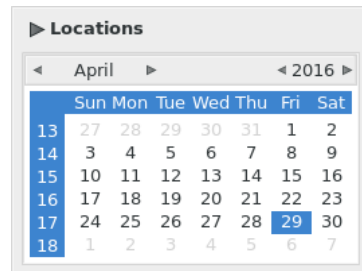 Locations
April 2016
Sun Mon Tue Wed Thu Fri Sat
13 27 28 29 30 31 1 2
14 3 4 5 6 7 8 9
15 10 11 12 13 14 15 16
16 17 18 19 20 21 22 23
17 24 25 26 27 28 29 30
18 1 2 3 4 5 6 7